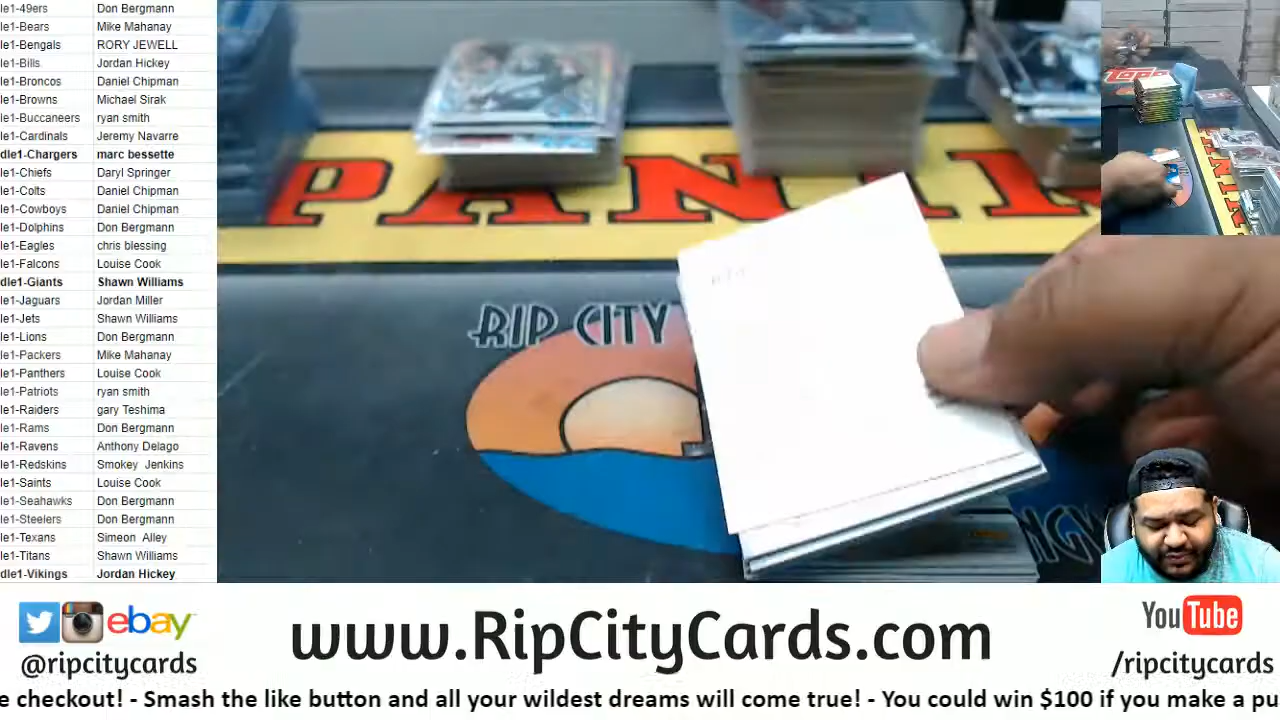 le1-49ers Don Bergmann
le1-Bears Mike Mahanay
le1-Bengals RORY JEWELL
le1-Bills Jordan Hickey
le1-Broncos Daniel Chipman
le1-Browns Michael Sirak
le1-Buccaneers ryan smith
le1-Cardinals Jeremy Navarre
dle1-Chargers marc bessette
le1-Chiefs Daryl Springer
le1-Colts Daniel Chipman
le1-Cowboys Daniel Chipman
le1-Dolphins Don Bergmann
le1-Eagles chris blessing
le1-Falcons Louise Cook
dle1-Giants Shawn Williams
le1-Jaguars Jordan Miller
le1-Jets Shawn Williams
le1-Lions Don Bergmann
le1-Packers Mike Mahanay
le1-Panthers Louise Cook
le1-Patriots ryan smith
le1-Raiders gary Teshima
le1-Rams Don Bergmann
le1-Ravens Anthony Delago
le1-Redskins Smokey Jenkins
le1-Saints Louise Cook
le1-Seahawks Don Bergmann
le1-Steelers Don Bergmann
le1-Texans Simeon Alley
le1-Titans Shawn Williams
dle1-Vikings Jordan Hickey
PANINI
RIP CITY
ebay
@ripcitycards
www.RipCityCards.com
YouTube
/ripcitycards
e checkout! - Smash the like button and all your wildest dreams will come true! - You could win $100 if you make a pu